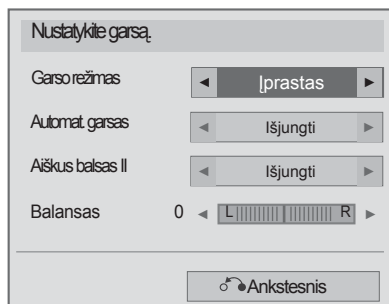 Nustatykite garsą.
Garso režimas ◄ Įprastas ►
Automat. garsas ◄ Išjungti ►
Aiškus balsas II ◄ Išjungti ►
Balansas 0 ◄ L R ►
Ankstesnis